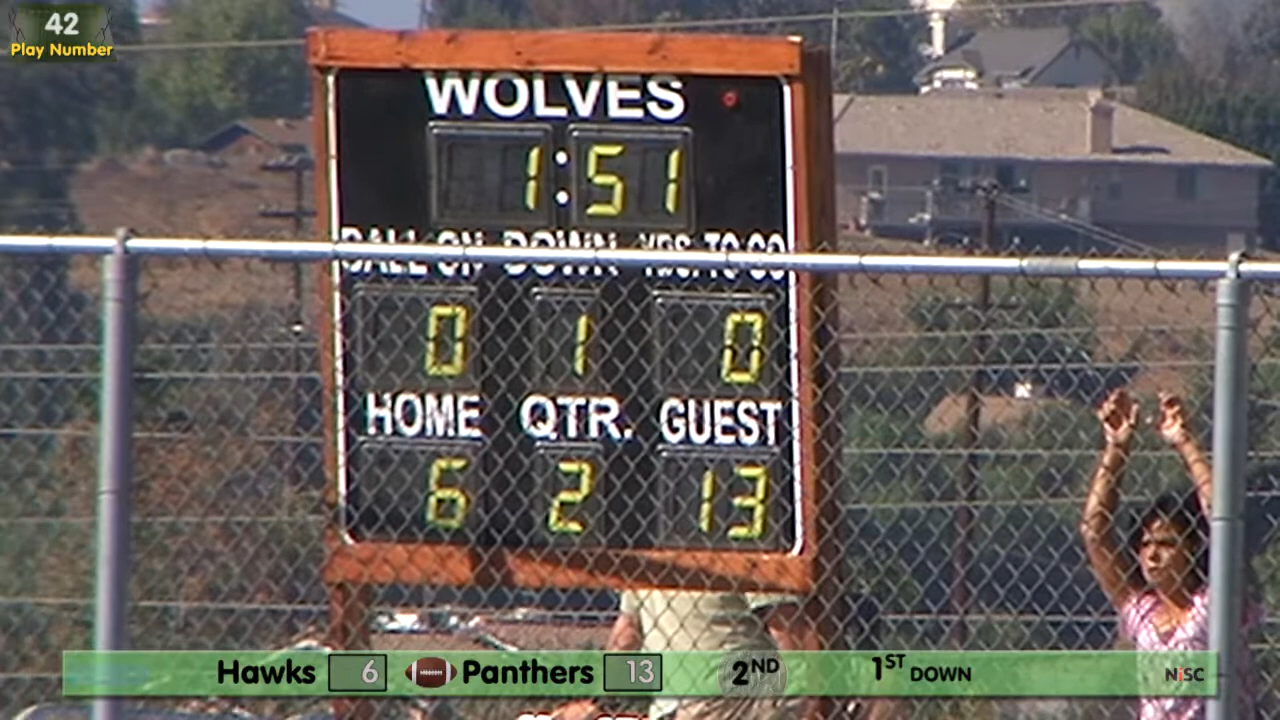 42
Play Number
WOLVES
1:51
BALL ON DOWN YDS. TO GO
0 1 0
HOME QTR. GUEST
6 2 13
Hawks 6 Panthers 13 2ND 1ST DOWN NiSC